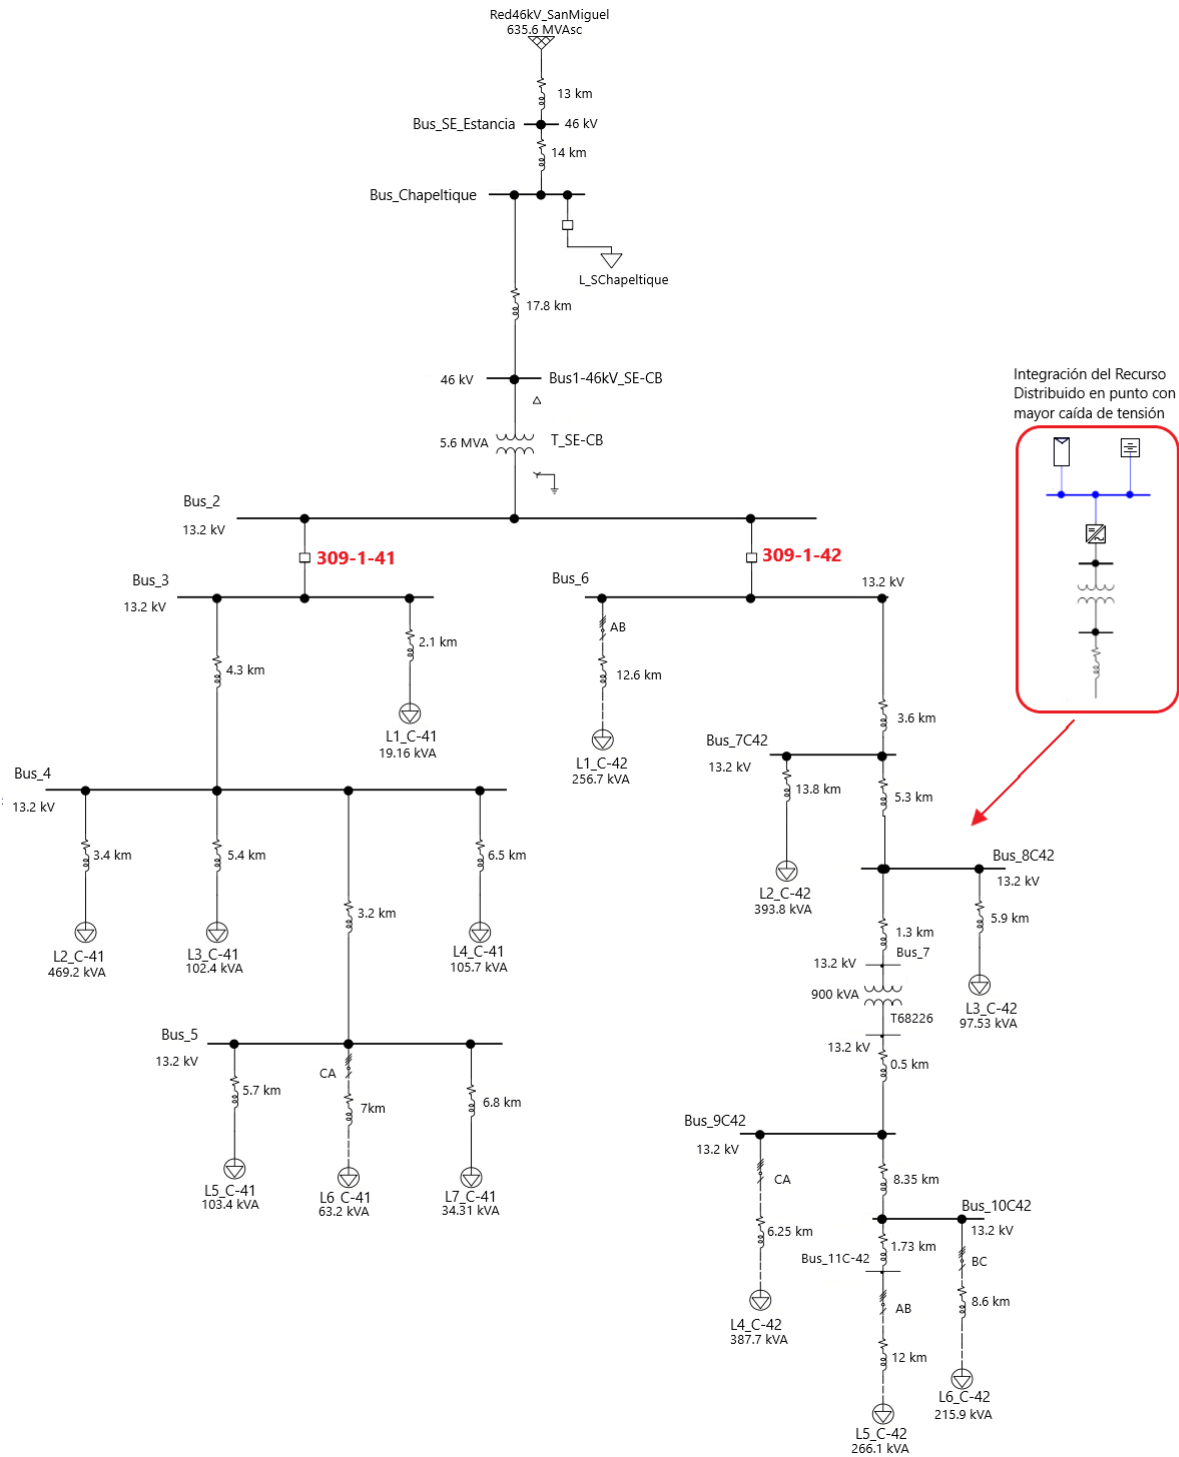 Red46kV_SanMiguel
635.6 MVAsc
13 km
Bus_SE_Estancia
46 kV
14 km
Bus_Chapeltique
L_SChapeltique
17.8 km
46 kV
Bus1-46kV_SE-CB
5.6 MVA
T_SE-CB
Integración del Recurso
Distribuido en punto con
mayor caída de tensión
Bus_2
13.2 kV
309-1-41
309-1-42
Bus_3
13.2 kV
Bus_6
13.2 kV
4.3 km
2.1 km
L1_C-41
19.16 kVA
AB
12.6 km
L1_C-42
256.7 kVA
3.6 km
Bus_7C42
13.2 kV
13.8 km
5.3 km
L2_C-42
393.8 kVA
Bus_4
13.2 kV
3.4 km
5.4 km
3.2 km
6.5 km
L2_C-41
469.2 kVA
L3_C-41
102.4 kVA
L4_C-41
105.7 kVA
Bus_8C42
13.2 kV
5.9 km
1.3 km
Bus_7
13.2 kV
900 kVA
T68226
L3_C-42
97.53 kVA
13.2 kV
0.5 km
Bus_5
13.2 kV
5.7 km
CA
7km
6.8 km
L5_C-41
103.4 kVA
L6_C-41
63.2 kVA
L7_C-41
34.31 kVA
Bus_9C42
13.2 kV
CA
6.25 km
L4_C-42
387.7 kVA
8.35 km
Bus_10C42
13.2 kV
1.73 km
Bus_11C-42
BC
8.6 km
AB
12 km
L6_C-42
215.9 kVA
L5_C-42
266.1 kVA